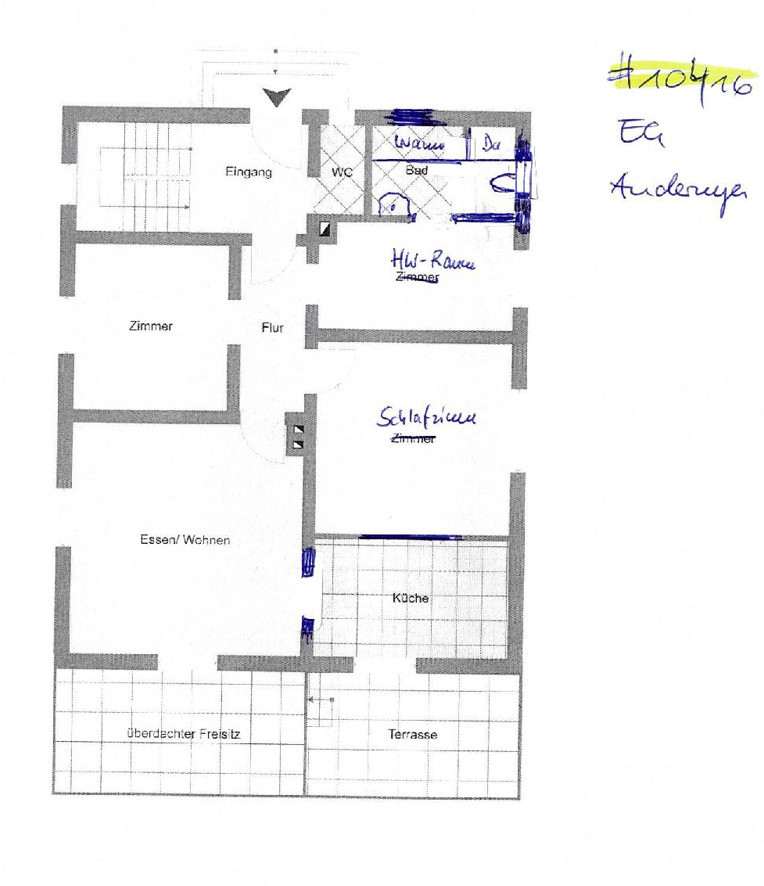 #10416
EG
Änderungen
Wanne
Du
Eingang
WC
Bad
HW-Raum
Zimmer
Zimmer
Flur
Schlafzimmer
Zimmer
Essen/ Wohnen
Küche
überdachter Freisitz
Terrasse